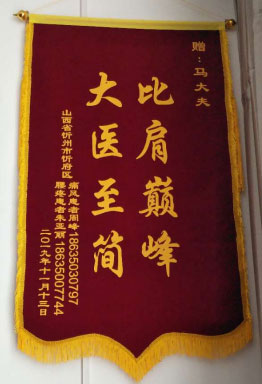 赠：马大夫
比肩巅峰
大医至简
山西省忻州市忻府区
痛风患者周峰18635030797
腰疼患者朱亚丽18635007744
二〇一九年十一月十三日